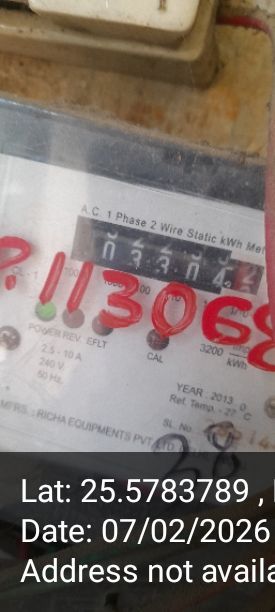 A.C. 1 Phase 2 Wire Static kWh Met
03304
113068
POWER REV. E.FLT
CAL
3200
kWh
2.5 - 10 A
240 V
50 Hz.
YEAR 2013
Ref. Temp. - 27 °C
MFRS. : RICHA EQUIPMENTS PVT. LTD.
SL. No.
Lat: 25.5783789 ,
Date: 07/02/2026
Address not availa